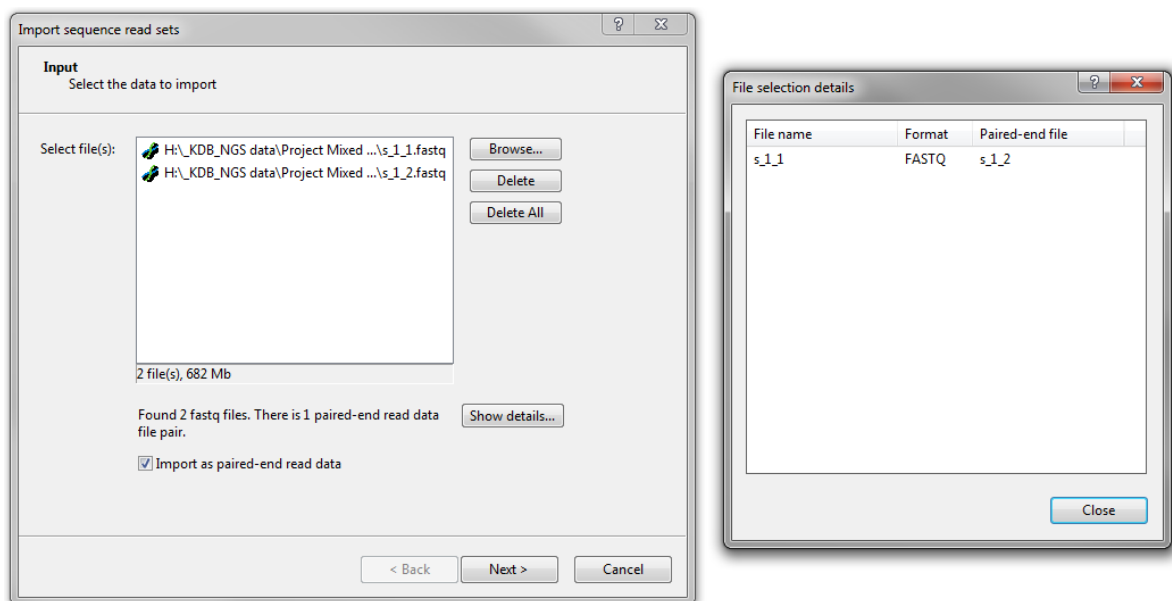 Import sequence read sets
Input
Select the data to import
Select file(s):
H:\_KDB_NGS data\Project Mixed ...\s_1_1.fastq
H:\_KDB_NGS data\Project Mixed ...\s_1_2.fastq
Browse...
Delete
Delete All
2 file(s), 682 Mb
Found 2 fastq files. There is 1 paired-end read data
file pair.
Show details...
Import as paired-end read data
< Back
Next >
Cancel
File selection details
File name Format Paired-end file
s_1_1 FASTQ s_1_2
Close